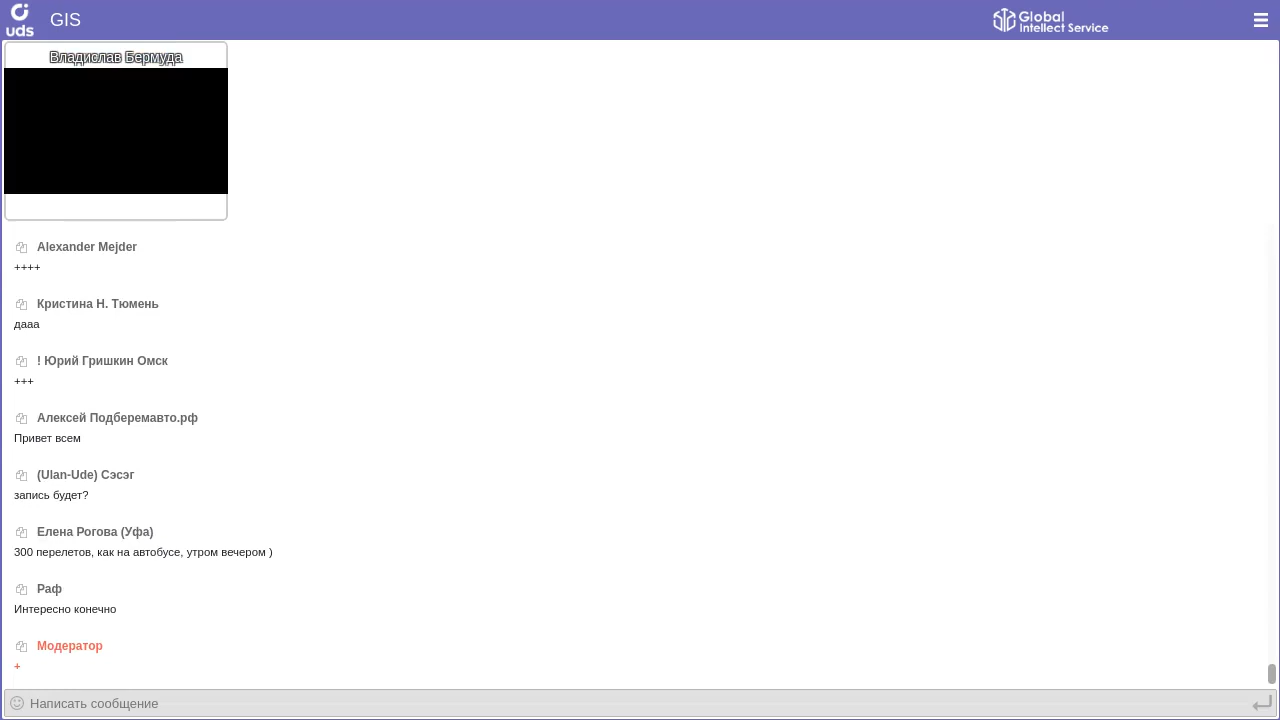 uds
GIS
Global
Intellect Service
Владислав Бермуда
Alexander Mejder
++++
Кристина Н. Тюмень
дааа
! Юрий Гришкин Омск
+++
Алексей Подберемавто.рф
Привет всем
(Ulan-Ude) Сэсэг
запись будет?
Елена Рогова (Уфа)
300 перелетов, как на автобусе, утром вечером )
Раф
Интересно конечно
Модератор
+
Написать сообщение